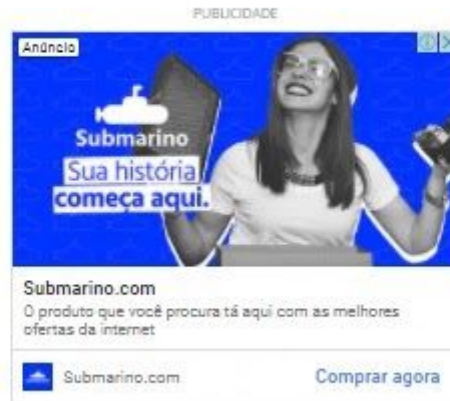 PUBLICIDADE
Anúncio
Submarino
Sua história
começa aqui.
Submarino.com
O produto que você procura tá aqui com as melhores
ofertas da internet
Submarino.com
Comprar agora